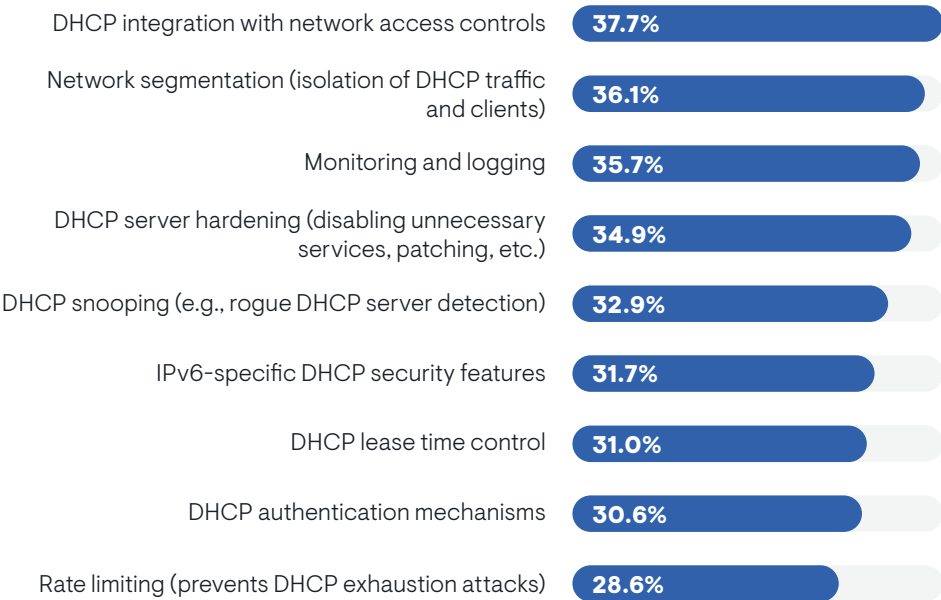 DHCP integration with network access controls
37.7%
Network segmentation (isolation of DHCP traffic
and clients)
36.1%
Monitoring and logging
35.7%
DHCP server hardening (disabling unnecessary
services, patching, etc.)
34.9%
DHCP snooping (e.g., rogue DHCP server detection)
32.9%
IPv6-specific DHCP security features
31.7%
DHCP lease time control
31.0%
DHCP authentication mechanisms
30.6%
Rate limiting (prevents DHCP exhaustion attacks)
28.6%